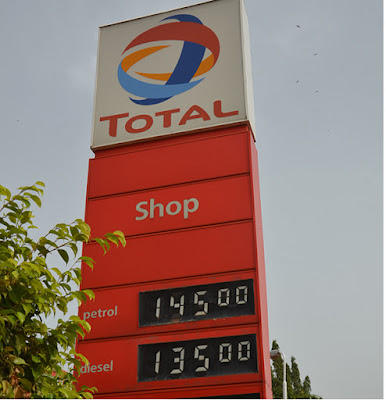 TOTAL
Shop
petrol 14500
diesel 13500